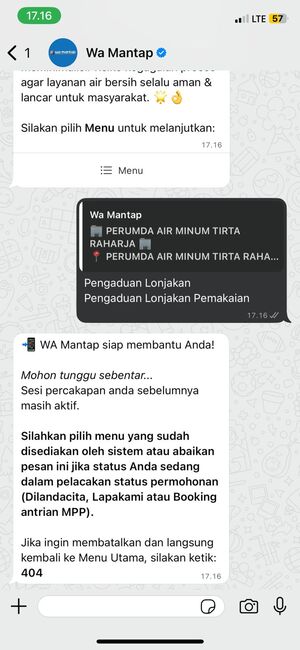 17.16
LTE 57
1
WA MANTAP
Wa Mantap
agar layanan air bersih selalu aman &
lancar untuk masyarakat. 🌟👌
Silakan pilih Menu untuk melanjutkan:
17.16
Menu
Wa Mantap
🏢 PERUMDA AIR MINUM TIRTA
RAHARJA 🏢
📍 PERUMDA AIR MINUM TIRTA RAHA...
Pengaduan Lonjakan
Pengaduan Lonjakan Pemakaian
17.16
📲 WA Mantap siap membantu Anda!
Mohon tunggu sebentar...
Sesi percakapan anda sebelumnya
masih aktif.
Silahkan pilih menu yang sudah
disediakan oleh sistem atau abaikan
pesan ini jika status Anda sedang
dalam pelacakan status permohonan
(Dilandacita, Lapakami atau Booking
antrian MPP).
Jika ingin membatalkan dan langsung
kembali ke Menu Utama, silakan ketik:
404
17.16